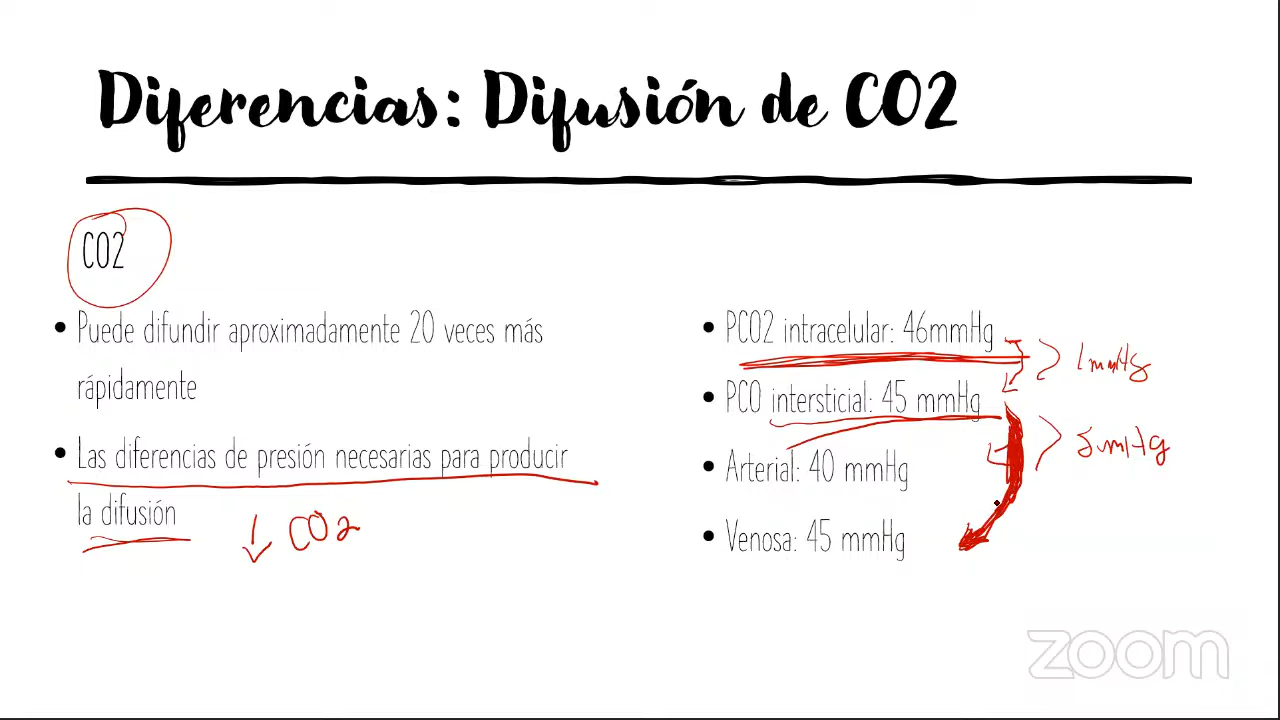 Diferencias: Difusión de CO2
CO2
• Puede difundir aproximadamente 20 veces más
rápidamente
• Las diferencias de presión necesarias para producir
la difusión
↓ CO2
• PCO2 intracelular: 46mmHg
1mmHg
• PCO intersticial: 45 mmHg
5mmHg
• Arterial: 40 mmHg
• Venosa: 45 mmHg
zoom